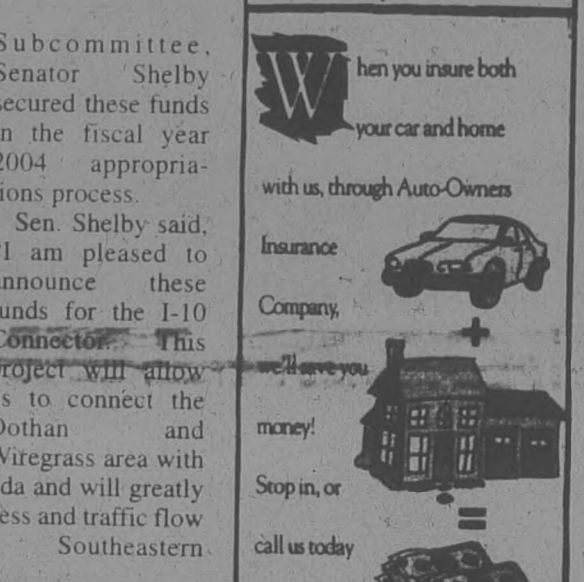 Subcommittee,
Senator Shelby
secured these funds
in the fiscal year
2004 appropria-
tions process.
Sen. Shelby said,
"I am pleased to
announce these
funds for the I-10
Connector. This
project will allow
us to connect the
Dothan and
Wiregrass area with
ida and will greatly
ess and traffic flow
Southeastern
When you insure both
your car and home
with us, through Auto-Owners
Insurance
Company,
we'll save you
money!
Stop in, or
call us today
+
=